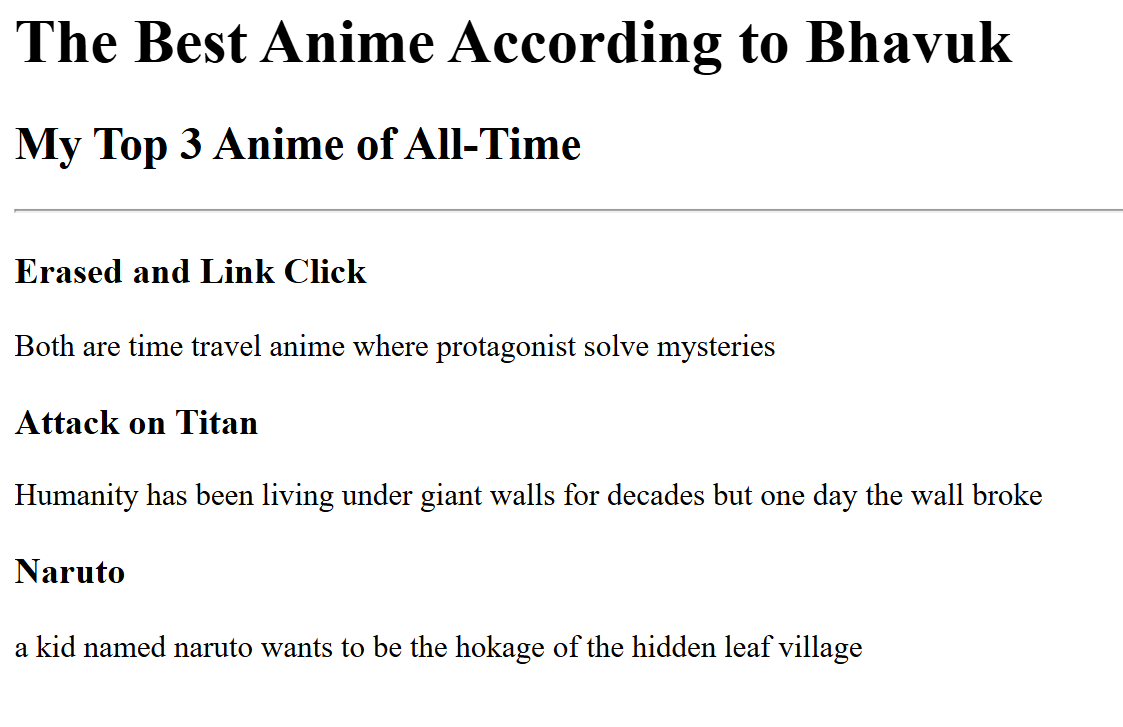 The Best Anime According to Bhavuk
My Top 3 Anime of All-Time
Erased and Link Click
Both are time travel anime where protagonist solve mysteries
Attack on Titan
Humanity has been living under giant walls for decades but one day the wall broke
Naruto
a kid named naruto wants to be the hokage of the hidden leaf village